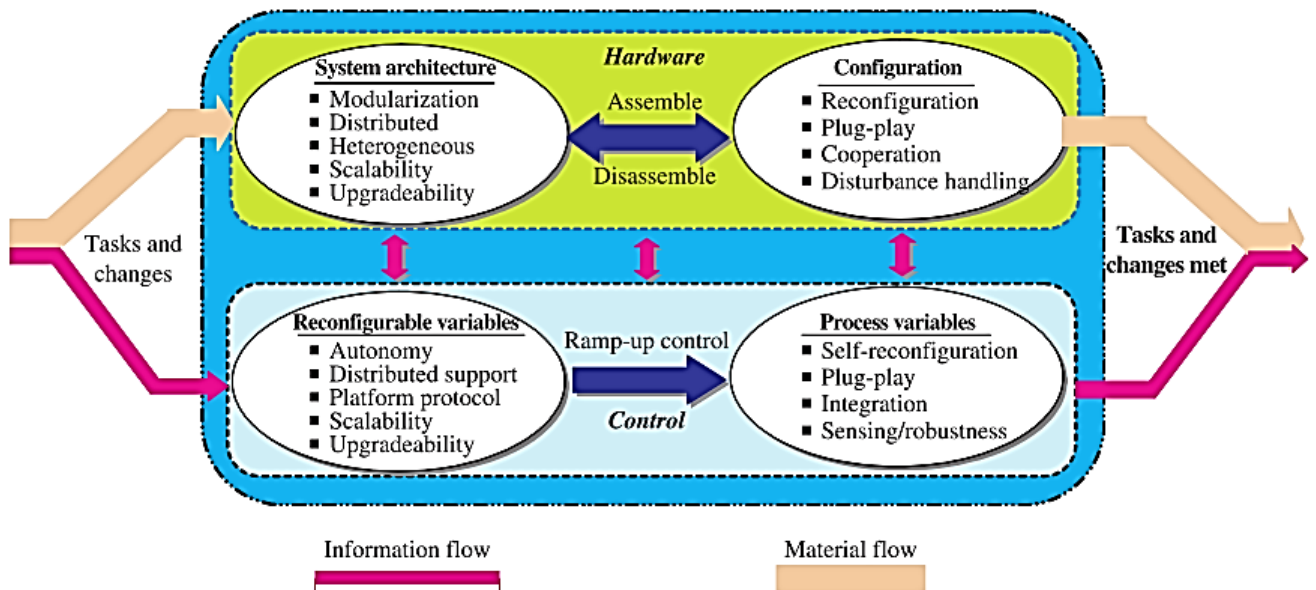 Hardware
System architecture
▪ Modularization
▪ Distributed
▪ Heterogeneous
▪ Scalability
▪ Upgradeability
Assemble
Disassemble
Configuration
▪ Reconfiguration
▪ Plug-play
▪ Cooperation
▪ Disturbance handling
Tasks and
changes
Tasks and
changes met
Reconfigurable variables
▪ Autonomy
▪ Distributed support
▪ Platform protocol
▪ Scalability
▪ Upgradeability
Ramp-up control
Control
Process variables
▪ Self-reconfiguration
▪ Plug-play
▪ Integration
▪ Sensing/robustness
Information flow
Material flow